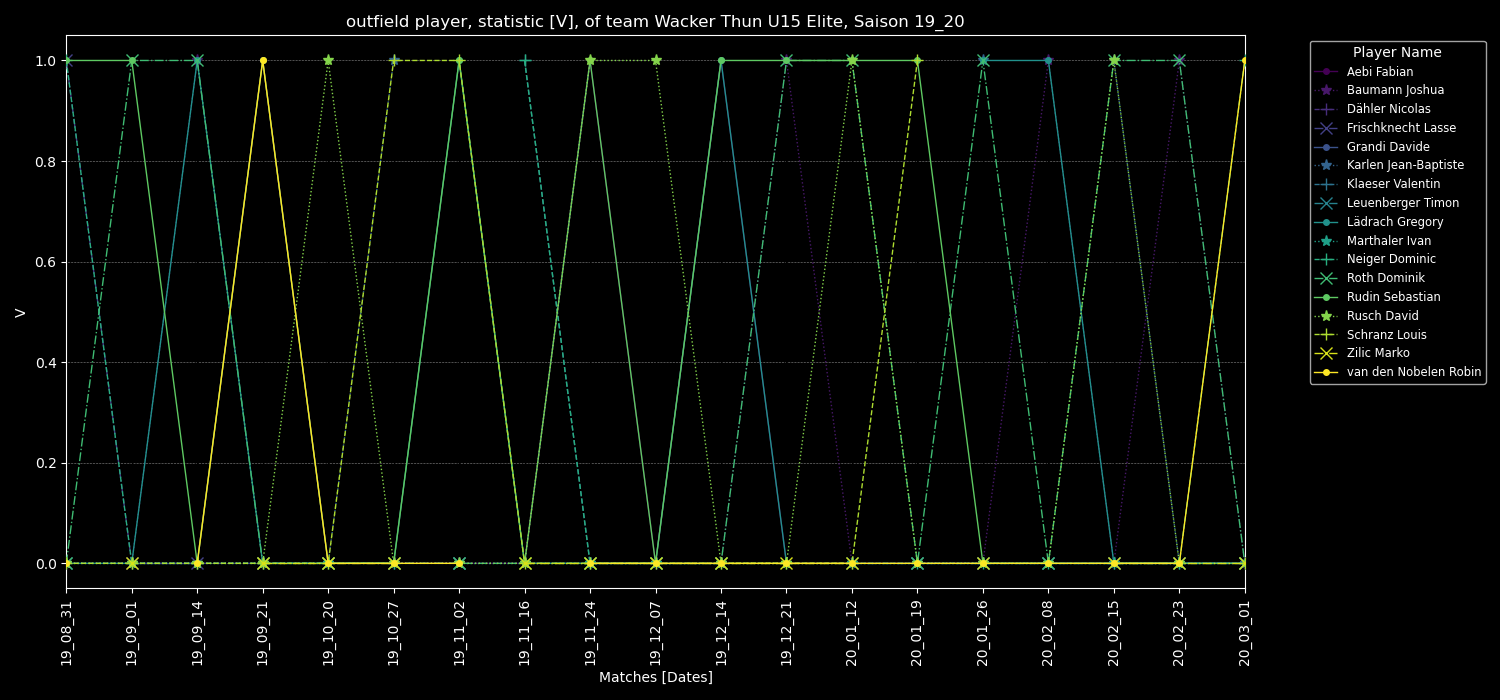 outfield player, statistic [V], of team Wacker Thun U15 Elite, Saison 19_20
V
1.0
0.8
0.6
0.4
0.2
0.0
19_08_31
19_09_01
19_09_14
19_09_21
19_10_20
19_10_27
19_11_02
19_11_16
19_11_24
19_12_07
19_12_14
19_12_21
20_01_12
20_01_19
20_01_26
20_02_08
20_02_15
20_02_23
20_03_01
Matches [Dates]
Player Name
Aebi Fabian
Baumann Joshua
Dähler Nicolas
Frischknecht Lasse
Grandi Davide
Karlen Jean-Baptiste
Klaeser Valentin
Leuenberger Timon
Lädrach Gregory
Marthaler Ivan
Neiger Dominic
Roth Dominik
Rudin Sebastian
Rusch David
Schranz Louis
Zilic Marko
van den Nobelen Robin